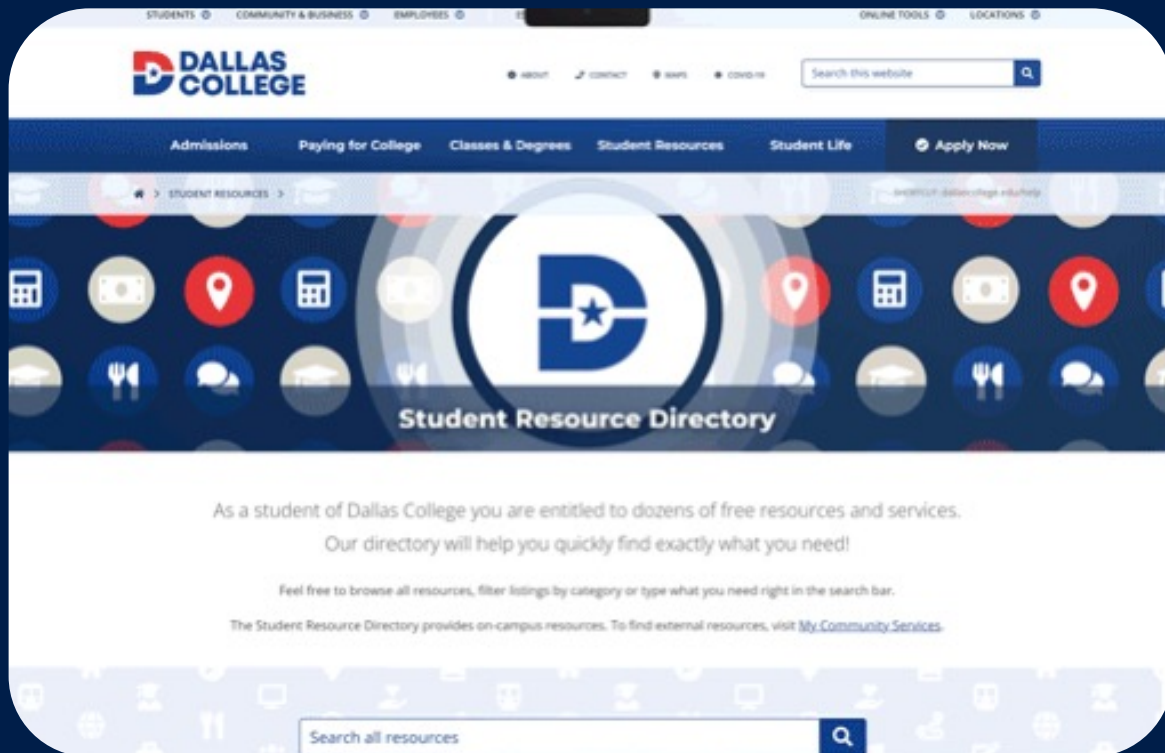 STUDENTS COMMUNITY & BUSINESS EMPLOYEES
ONLINE TOOLS LOCATIONS
DALLAS
COLLEGE
ABOUT CONTACT MAPS COVID-19
Search this website
Admissions Paying for College Classes & Degrees Student Resources Student Life Apply Now
> STUDENT RESOURCES >
SHORTCUT: dallascollege.edu/help
Student Resource Directory
As a student of Dallas College you are entitled to dozens of free resources and services.
Our directory will help you quickly find exactly what you need!
Feel free to browse all resources, filter listings by category or type what you need right in the search bar.
The Student Resource Directory provides on-campus resources. To find external resources, visit My Community Services.
Search all resources